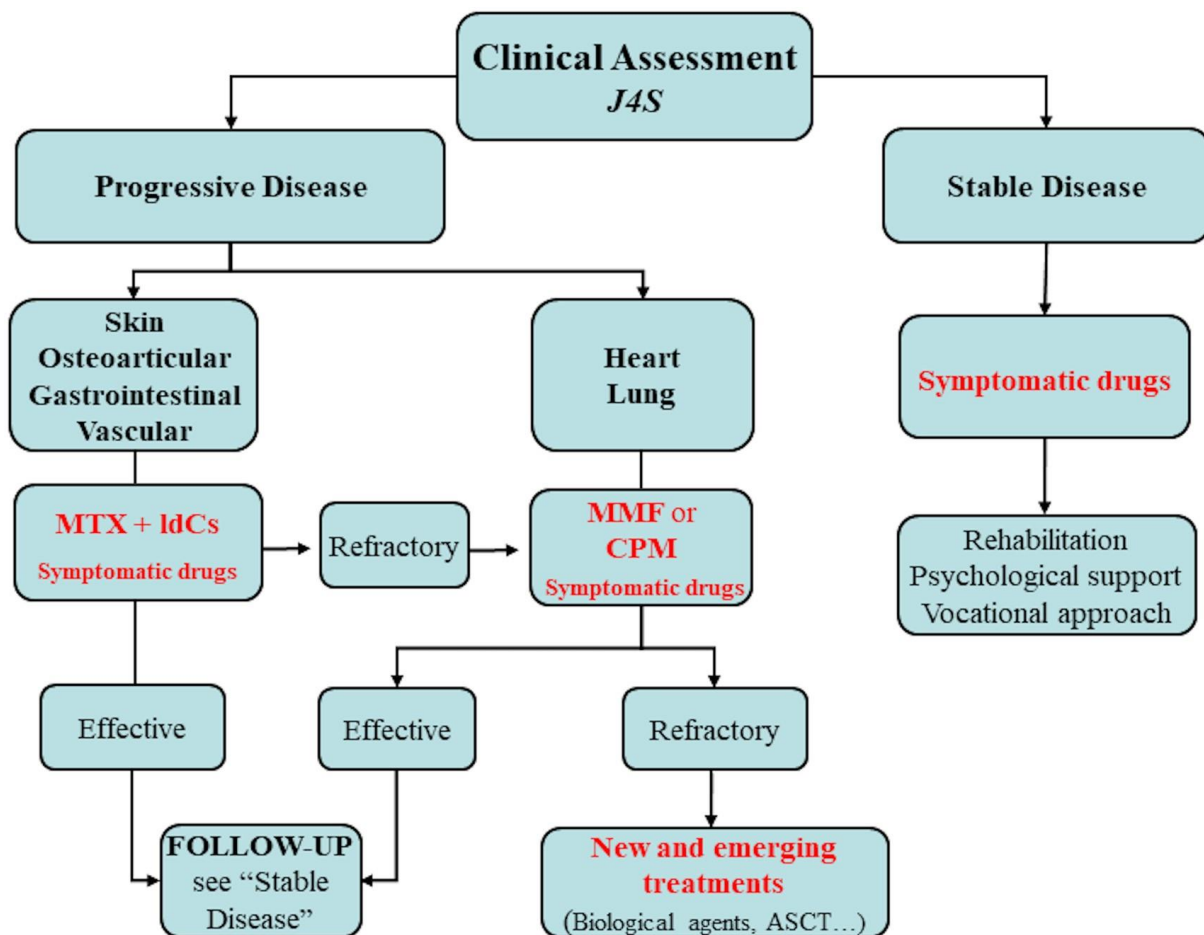 Clinical Assessment
J4S
Progressive Disease
Stable Disease
Skin
Osteoarticular
Gastrointestinal
Vascular
Heart
Lung
Symptomatic drugs
MTX + ldCs
Symptomatic drugs
Refractory
MMF or
CPM
Symptomatic drugs
Rehabilitation
Psychological support
Vocational approach
Effective
Effective
Refractory
FOLLOW-UP
see “Stable
Disease”
New and emerging
treatments
(Biological agents, ASCT…)